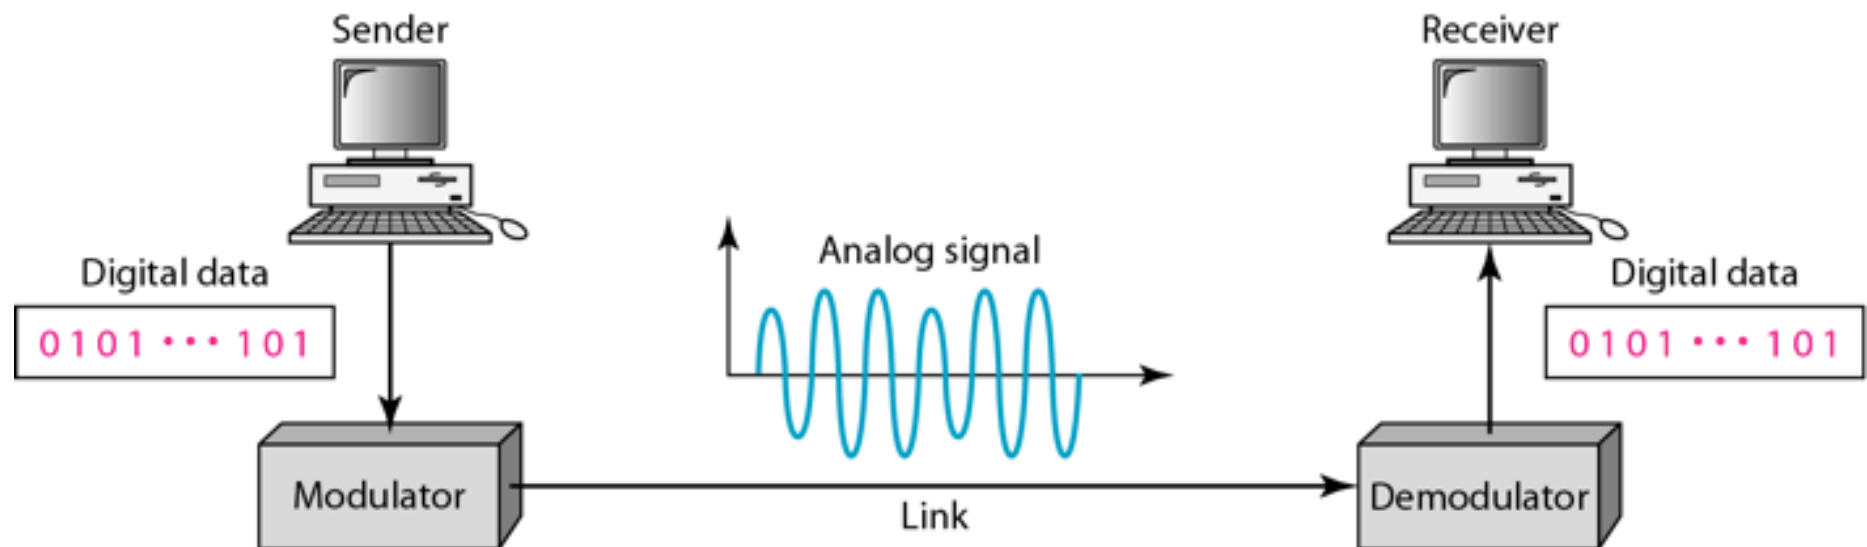 Sender
Receiver
Analog signal
Digital data
Digital data
0101 ••• 101
0101 ••• 101
Modulator
Link
Demodulator